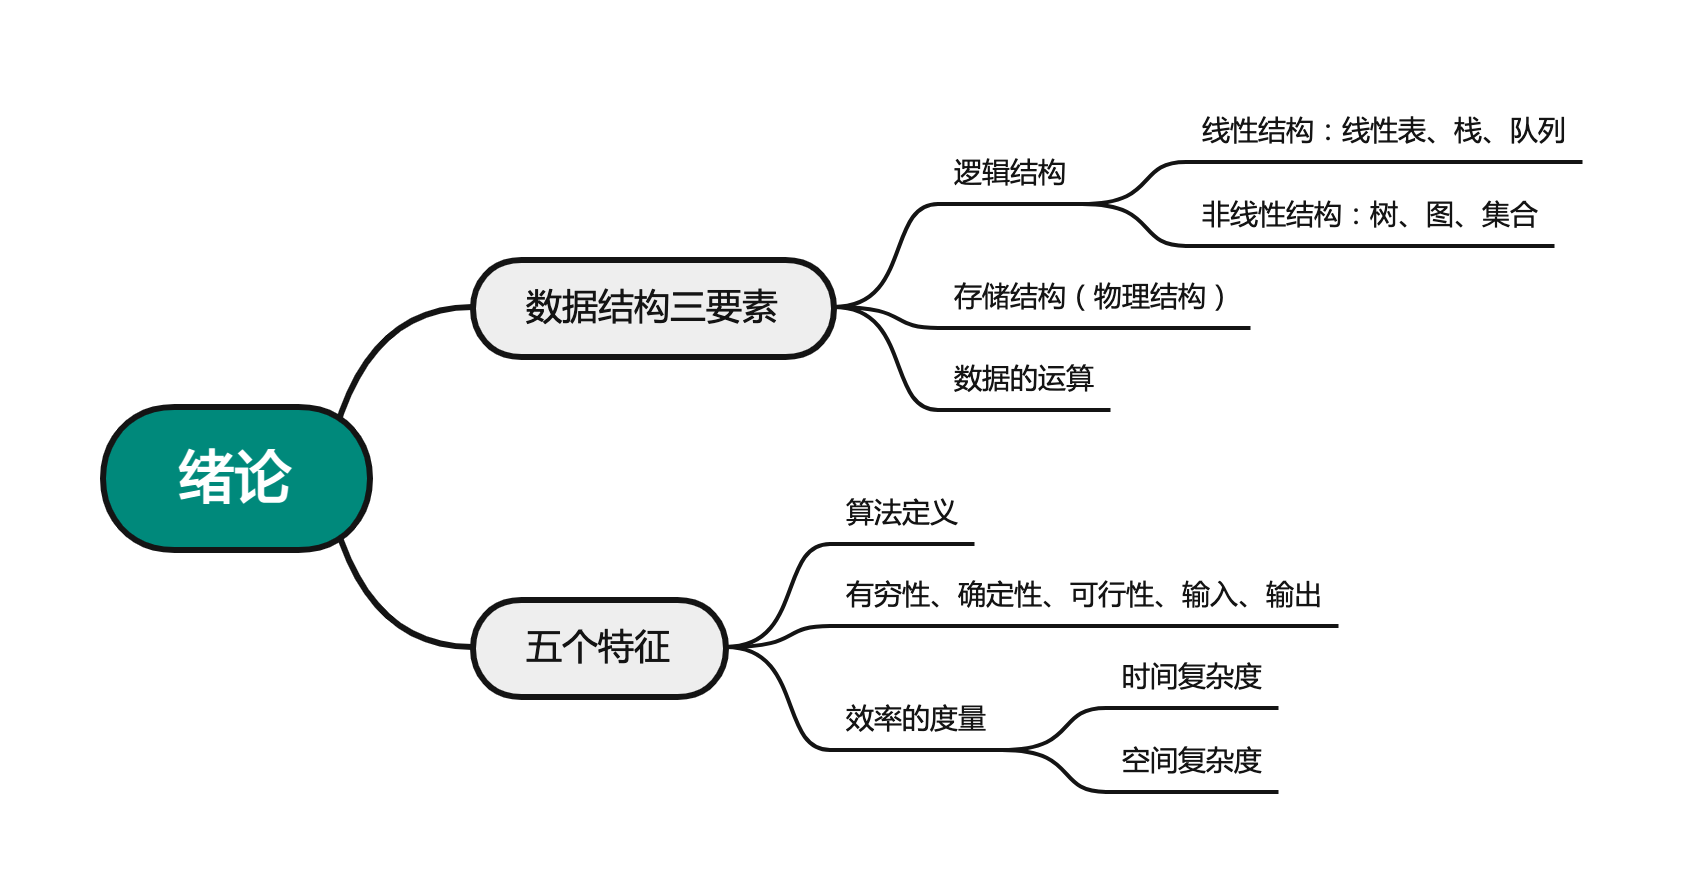 绪论
数据结构三要素
逻辑结构
线性结构：线性表、栈、队列
非线性结构：树、图、集合
存储结构（物理结构）
数据的运算
五个特征
算法定义
有穷性、确定性、可行性、输入、输出
效率的度量
时间复杂度
空间复杂度